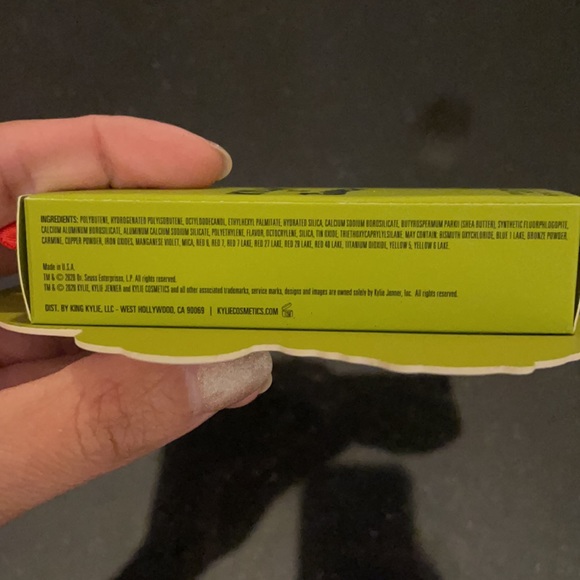 INGREDIENTS: POLYBUTENE, HYDROGENATED POLYISOBUTENE, OCTYLDODECANOL, ETHYLHEXYL PALMITATE, HYDRATED SILICA, CALCIUM SODIUM BOROSILICATE, BUTYROSPERMUM PARKII (SHEA BUTTER), SYNTHETIC FLUORPHLOGOPITE,
CALCIUM ALUMINUM BOROSILICATE, ALUMINUM CALCIUM SODIUM SILICATE, POLYETHYLENE, FLAVOR, OCTOCRYLENE, SILICA, TIN OXIDE, TRIETHOXYCAPRYLYLSILANE. MAY CONTAIN: BISMUTH OXYCHLORIDE, BLUE 1 LAKE, BRONZE POWDER,
CARMINE, COPPER POWDER, IRON OXIDES, MANGANESE VIOLET, MICA, RED 6, RED 7, RED 7 LAKE, RED 27 LAKE, RED 28 LAKE, RED 40 LAKE, TITANIUM DIOXIDE, YELLOW 5, YELLOW 6 LAKE.
Made in U.S.A.
TM & © 2020 Dr. Seuss Enterprises, L.P. All rights reserved.
TM & © 2020 KYLIE, KYLIE JENNER and KYLIE COSMETICS and all other associated trademarks, service marks, designs and images are owned solely by Kylie Jenner, Inc. All rights reserved.
DIST. BY KING KYLIE, LLC - WEST HOLLYWOOD, CA 90069 | KYLIECOSMETICS.COM